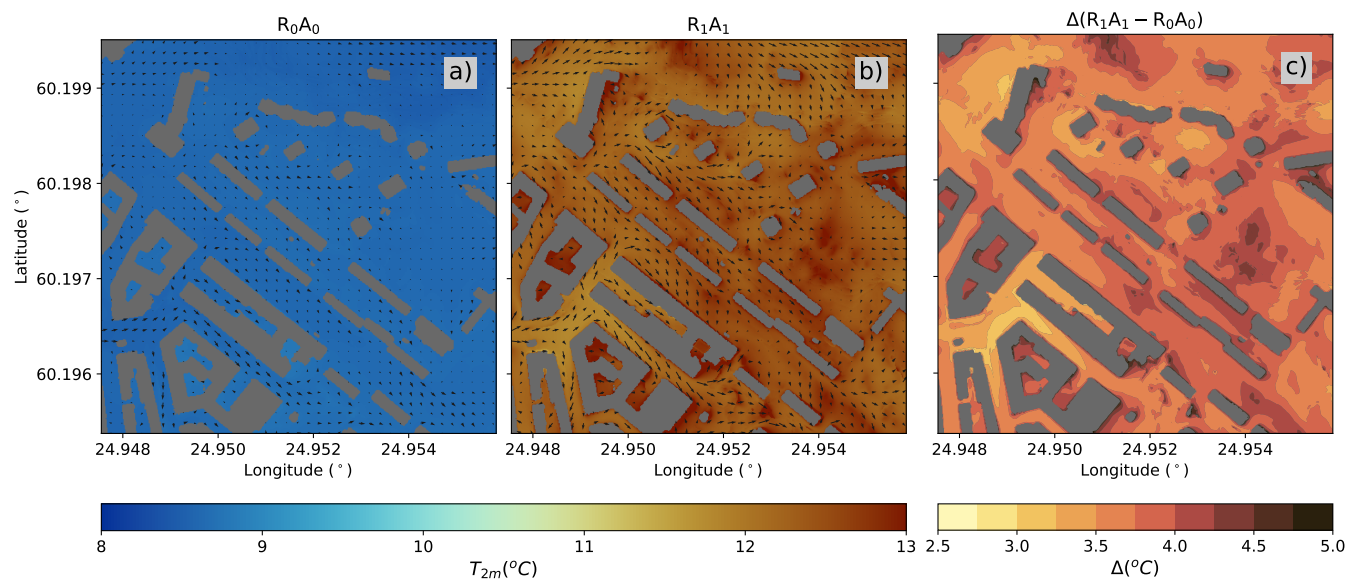 R₀A₀
R₁A₁
Δ(R₁A₁ − R₀A₀)
a)
b)
c)
60.199
60.198
60.197
60.196
Latitude (°)
24.948 24.950 24.952 24.954
24.948 24.950 24.952 24.954
24.948 24.950 24.952 24.954
Longitude (°)
Longitude (°)
Longitude (°)
8 9 10 11 12 13
T₂ₘ(°C)
2.5 3.0 3.5 4.0 4.5 5.0
Δ(°C)